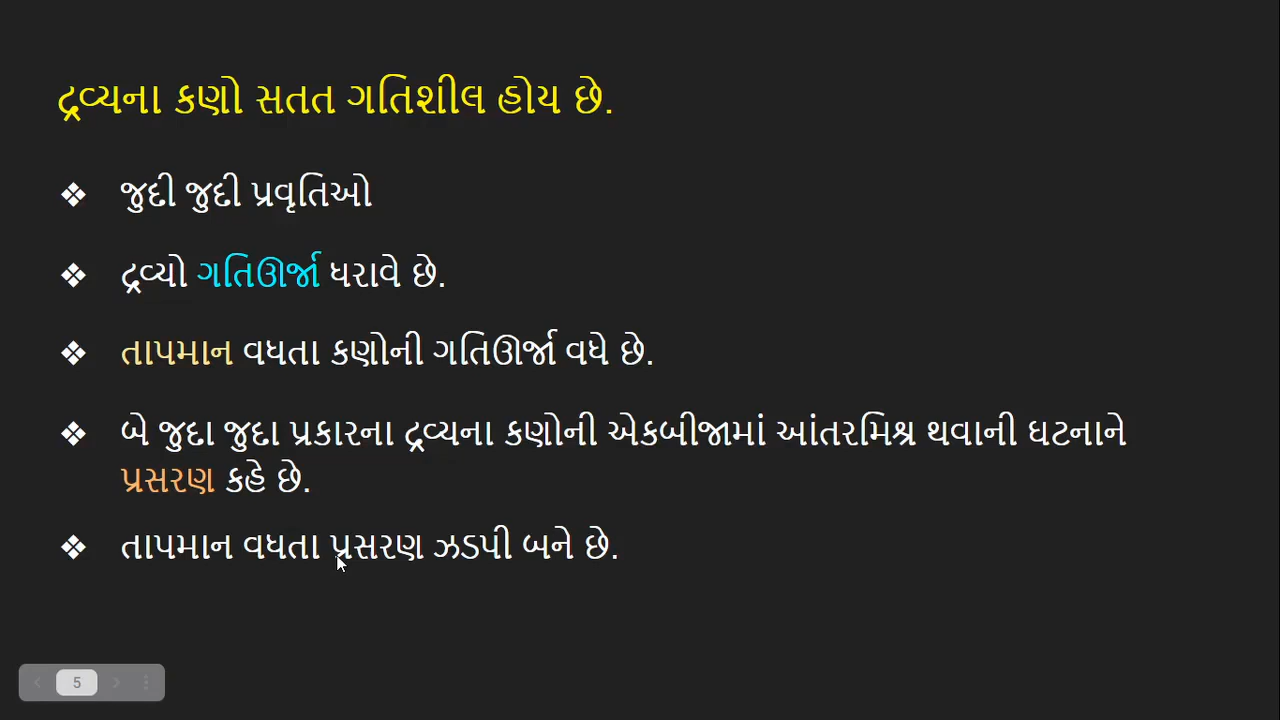 દ્રવ્યના કણો સતત ગતિશીલ હોય છે.
❖ જુદી જુદી પ્રવૃતિઓ
❖ દ્રવ્યો ગતિઊર્જા ધરાવે છે.
❖ તાપમાન વધતા કણોની ગતિઊર્જા વધે છે.
❖ બે જુદા જુદા પ્રકારના દ્રવ્યના કણોની એકબીજામાં આંતરમિશ્ર થવાની ઘટનાને
પ્રસરણ કહે છે.
❖ તાપમાન વધતા પ્રસરણ ઝડપી બને છે.
5